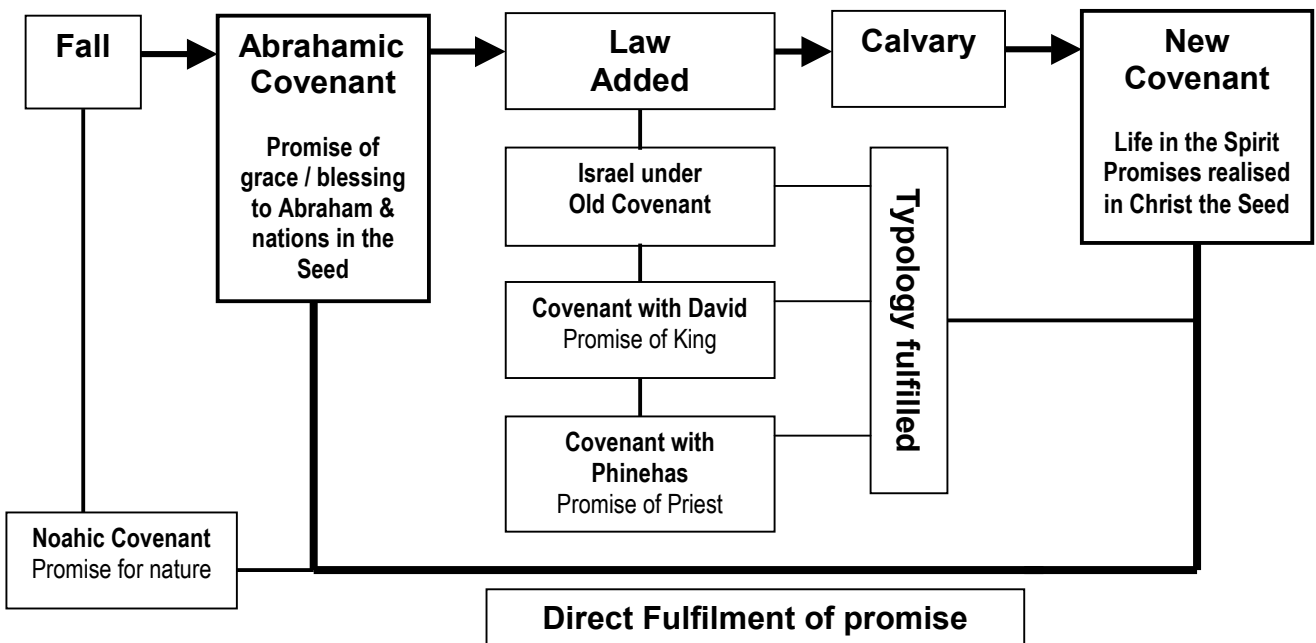 Fall
Abrahamic
Covenant
Promise of
grace / blessing
to Abraham &
nations in the
Seed
Law
Added
Calvary
New
Covenant
Life in the Spirit
Promises realised
in Christ the Seed
Israel under
Old Covenant
Covenant with David
Promise of King
Covenant with
Phinehas
Promise of Priest
Typology fulfilled
Noahic Covenant
Promise for nature
Direct Fulfilment of promise